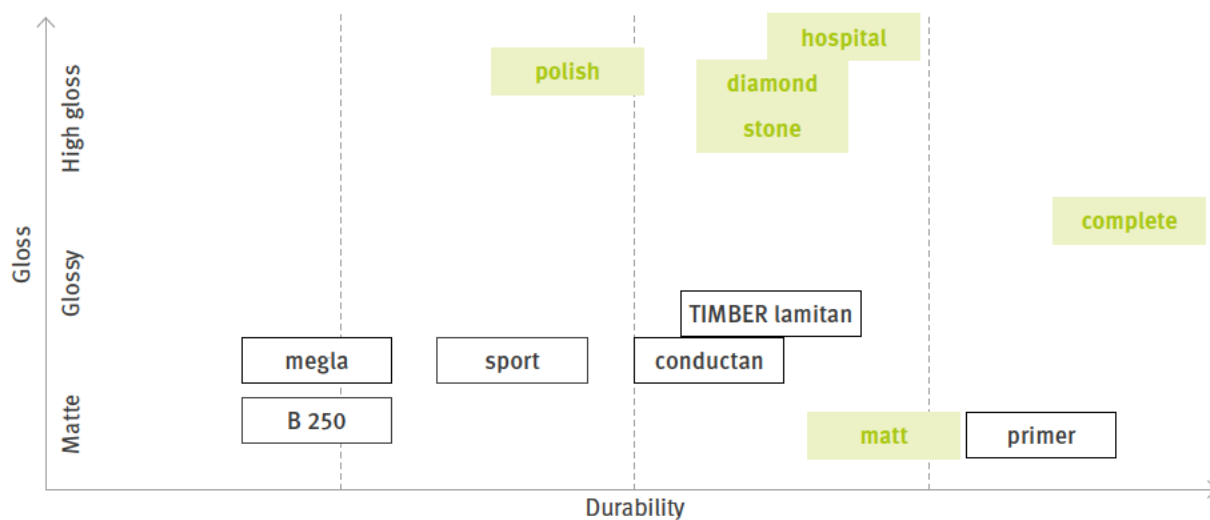 hospital
polish
diamond
stone
High gloss
complete
Gloss
Glossy
TIMBER lamitan
megla
sport
conductan
B 250
Matte
matt
primer
Durability